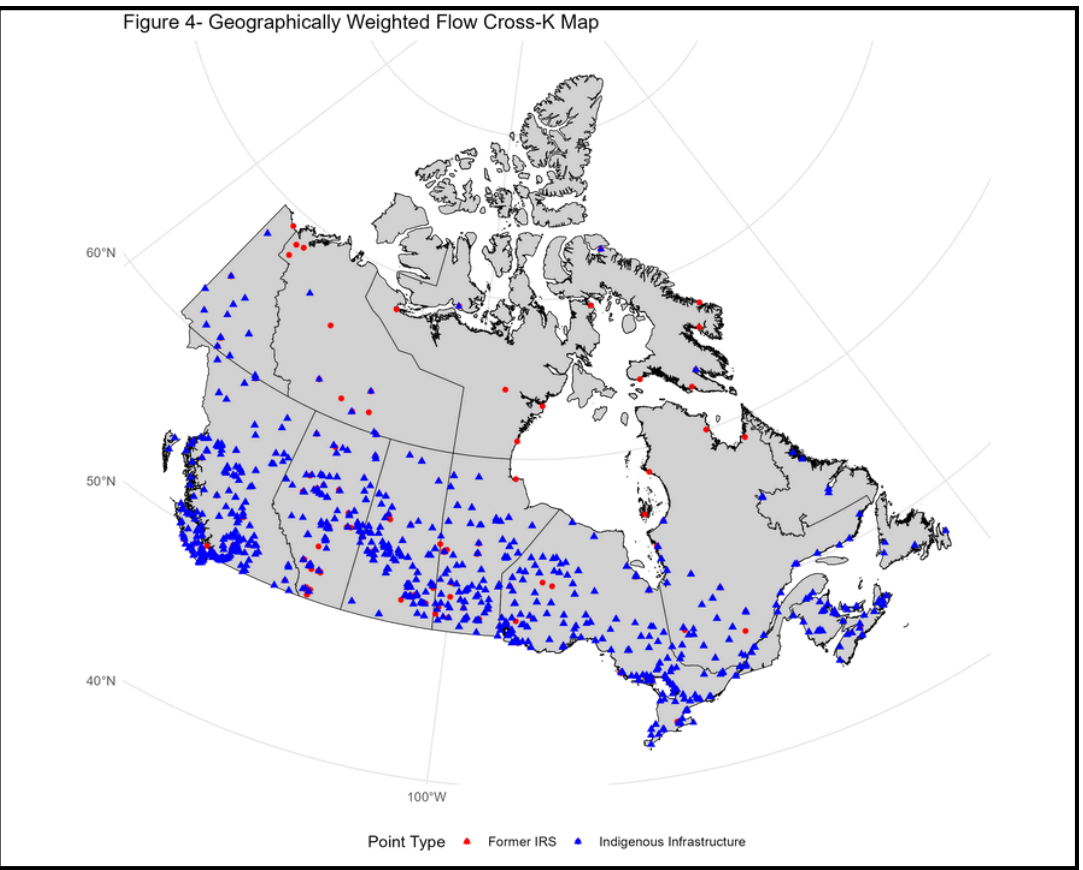 Figure 4- Geographically Weighted Flow Cross-K Map
60°N
50°N
40°N
100°W
Point Type Former IRS Indigenous Infrastructure